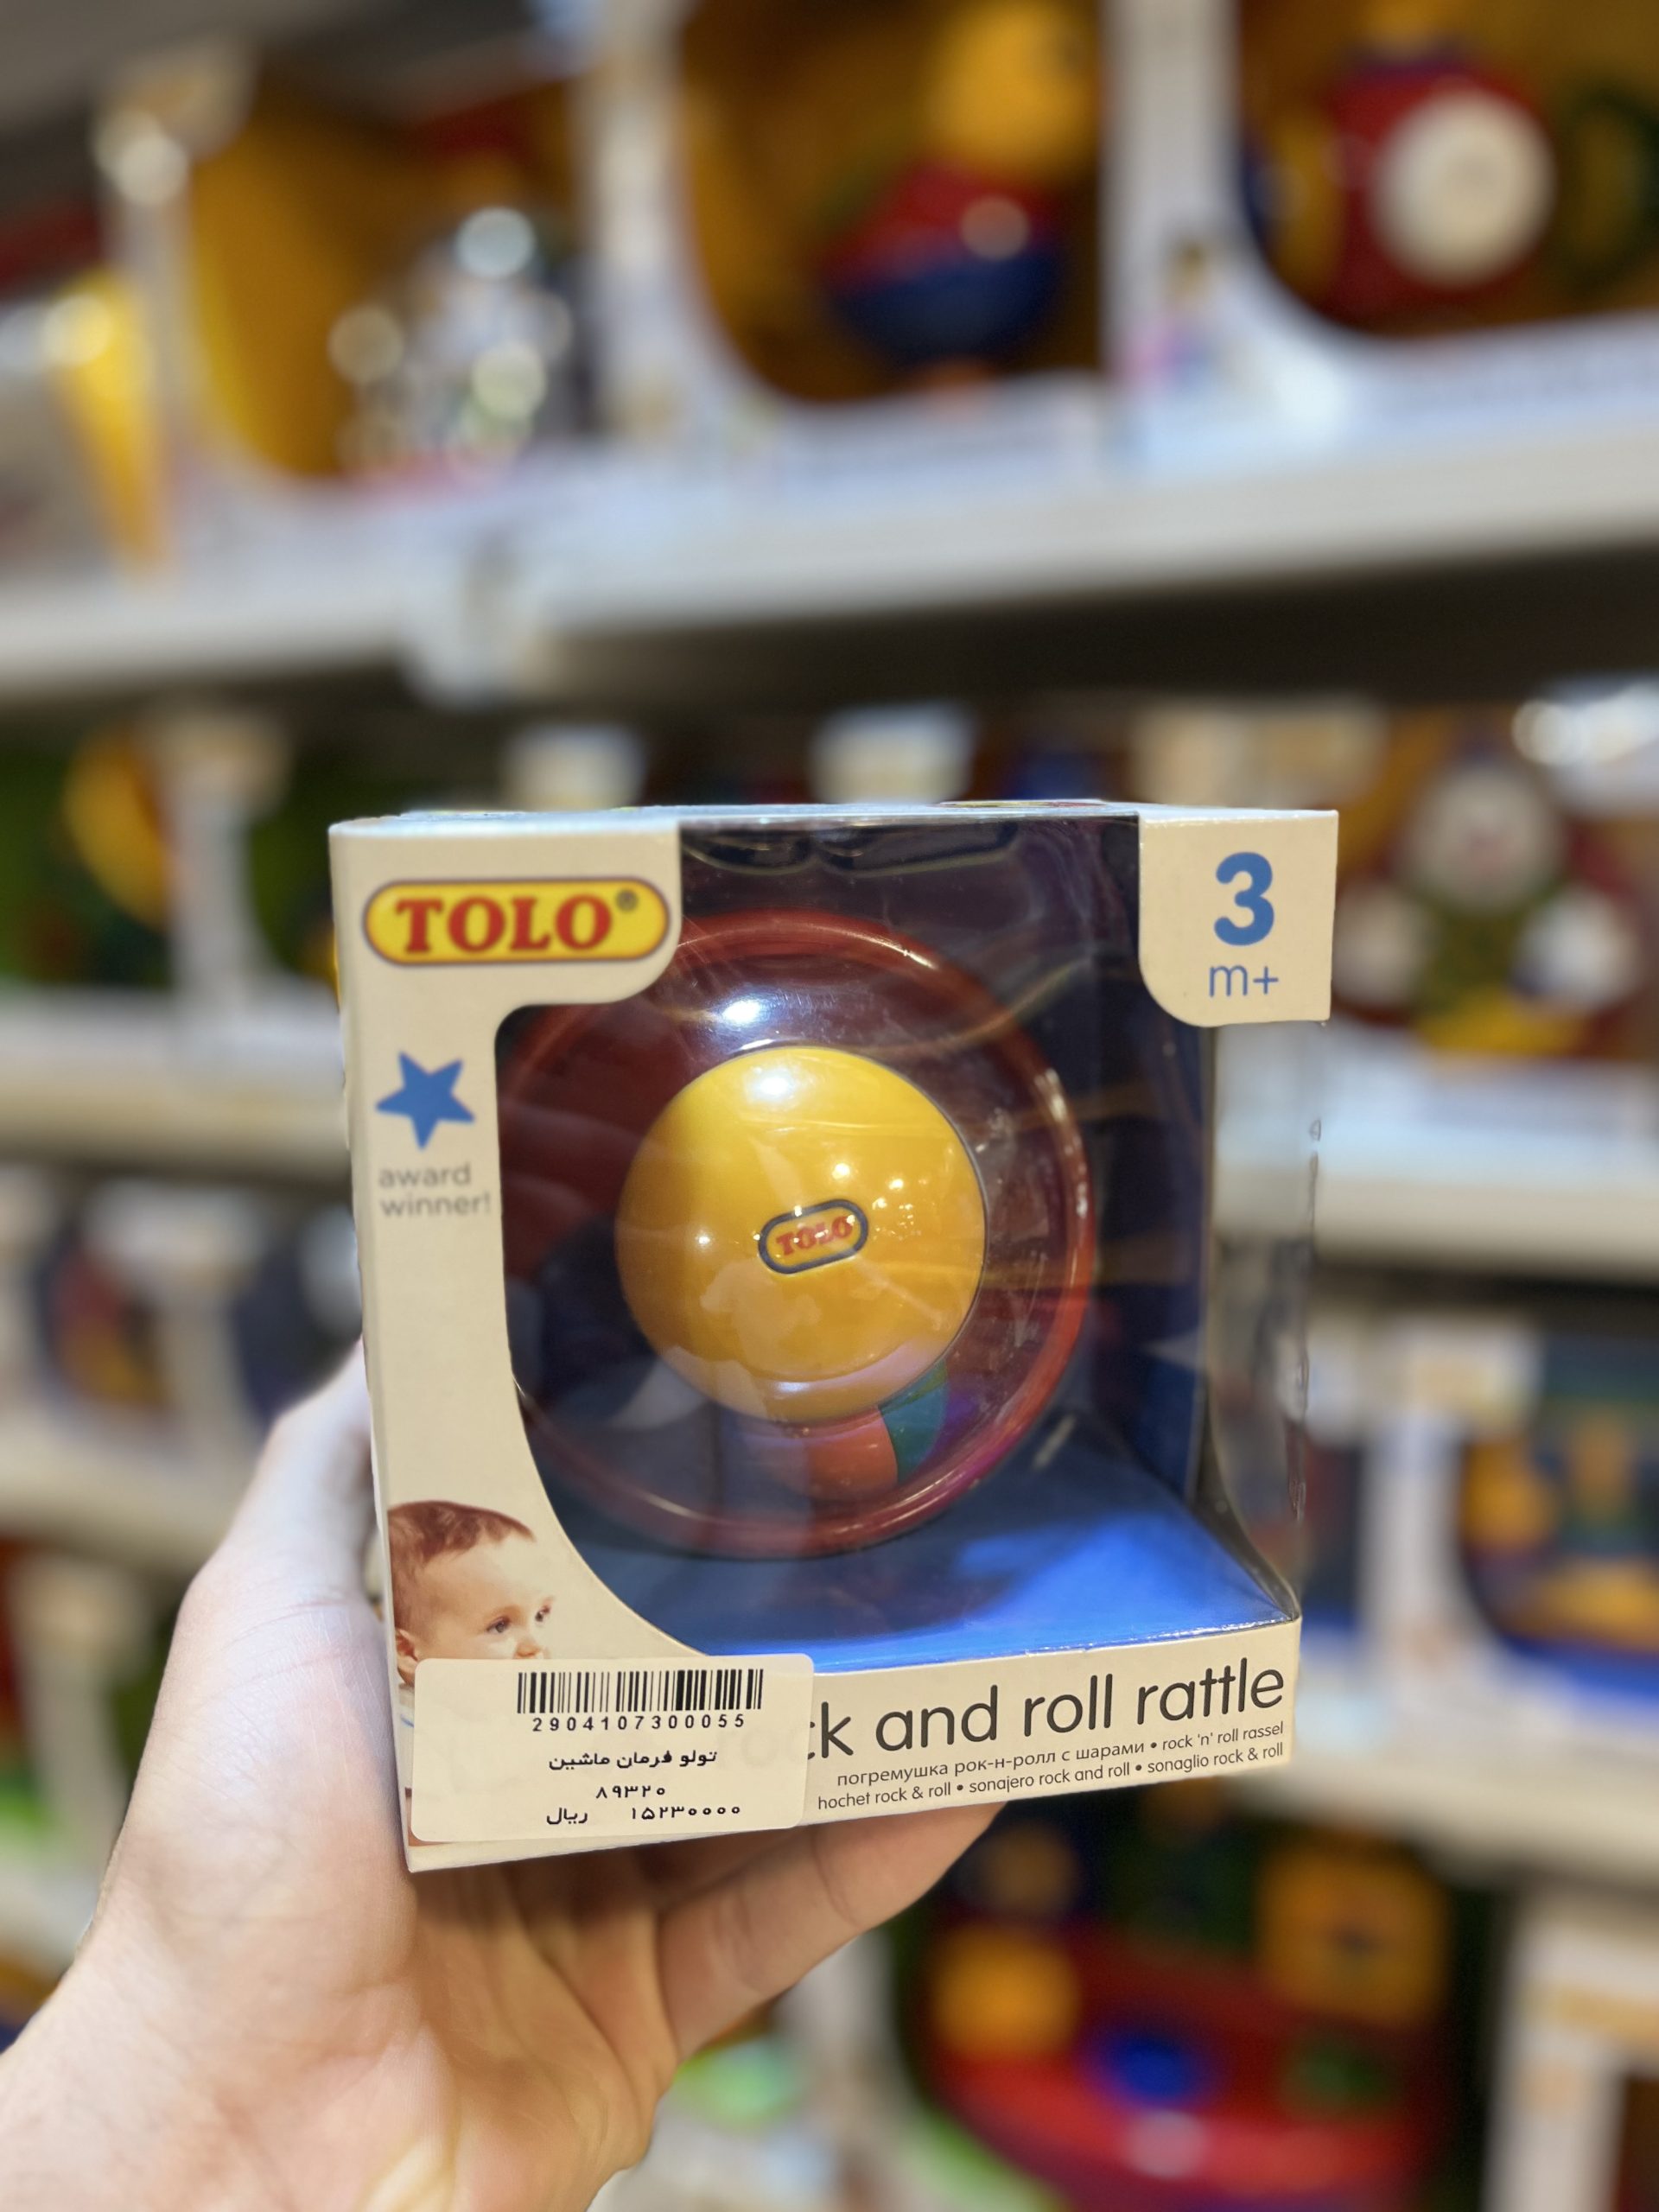 TOLO®
3
m+
award
winner!
TOLO
rock and roll rattle
погремушка рок-н-ролл с шарами • rock 'n' roll rassel
hochet rock & roll • sonajero rock and roll • sonaglio rock & roll
2904107300055
تولو فرمان ماشین
۸۹۳۲۰
۱۵۲۳۰۰۰۰ ریال